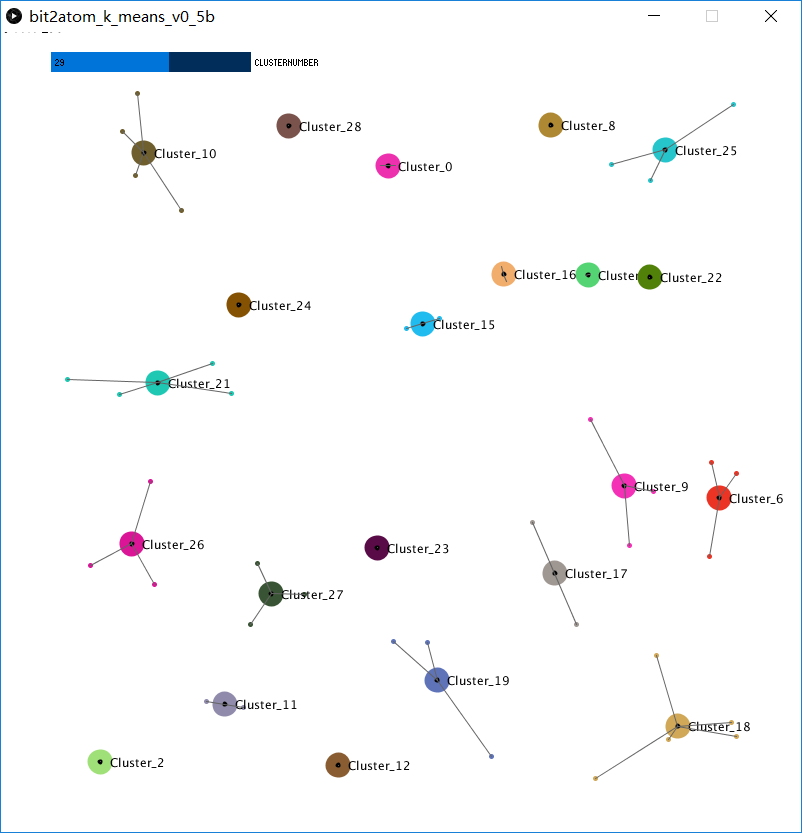 bit2atom_k_means_v0_5b
29 CLUSTERNUMBER
Cluster_28
Cluster_8
Cluster_10
Cluster_25
Cluster_0
Cluster_16
Cluster_22
Cluster_24
Cluster_15
Cluster_21
Cluster_9
Cluster_6
Cluster_26
Cluster_23
Cluster_17
Cluster_27
Cluster_19
Cluster_11
Cluster_18
Cluster_2
Cluster_12